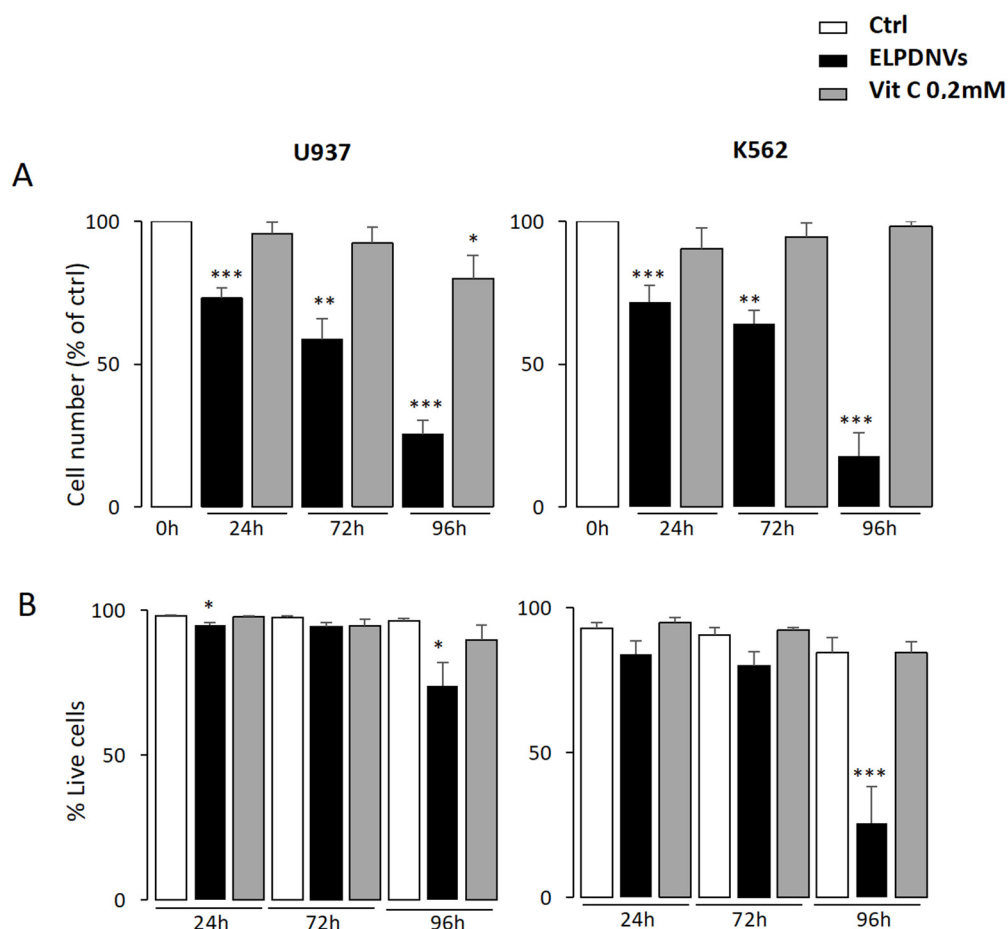 Ctrl
ELPDNVs
Vit C 0,2mM
U937
K562
A
Cell number (% of ctrl)
100
50
0
***
**
***
*
0h 24h 72h 96h
100
50
0
***
**
***
0h 24h 72h 96h
B
% Live cells
100
50
0
*
*
24h 72h 96h
100
50
0
***
24h 72h 96h